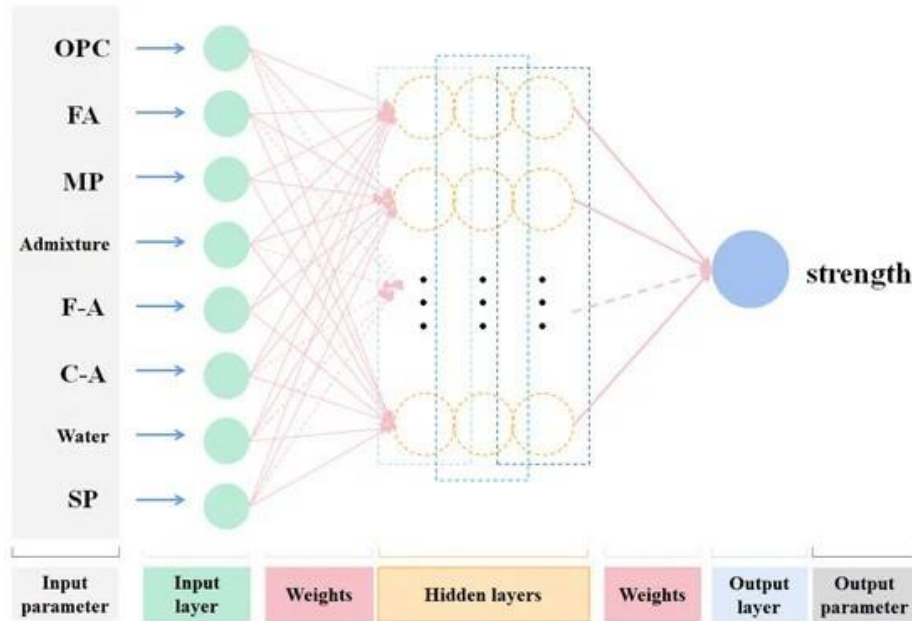 OPC
FA
MP
Admixture
F-A
C-A
Water
SP
strength
Input
parameter
Input
layer
Weights
Hidden layers
Weights
Output
layer
Output
parameter